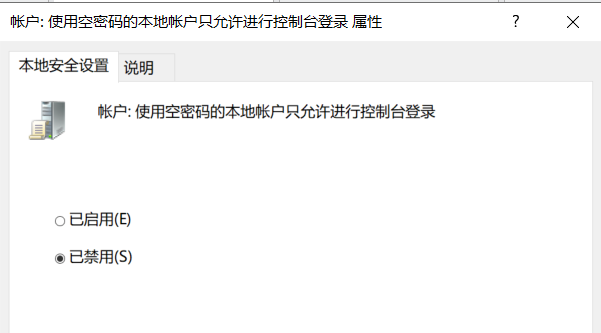 帐户: 使用空密码的本地帐户只允许进行控制台登录 属性
?
本地安全设置 说明
帐户: 使用空密码的本地帐户只允许进行控制台登录
已启用(E)
已禁用(S)